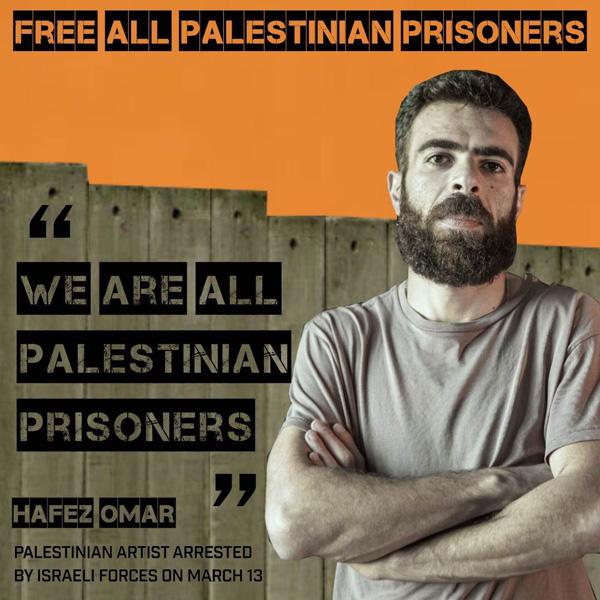 FREE ALL PALESTINIAN PRISONERS
“
WE ARE ALL
PALESTINIAN
PRISONERS
”
HAFEZ OMAR
PALESTINIAN ARTIST ARRESTED
BY ISRAELI FORCES ON MARCH 13